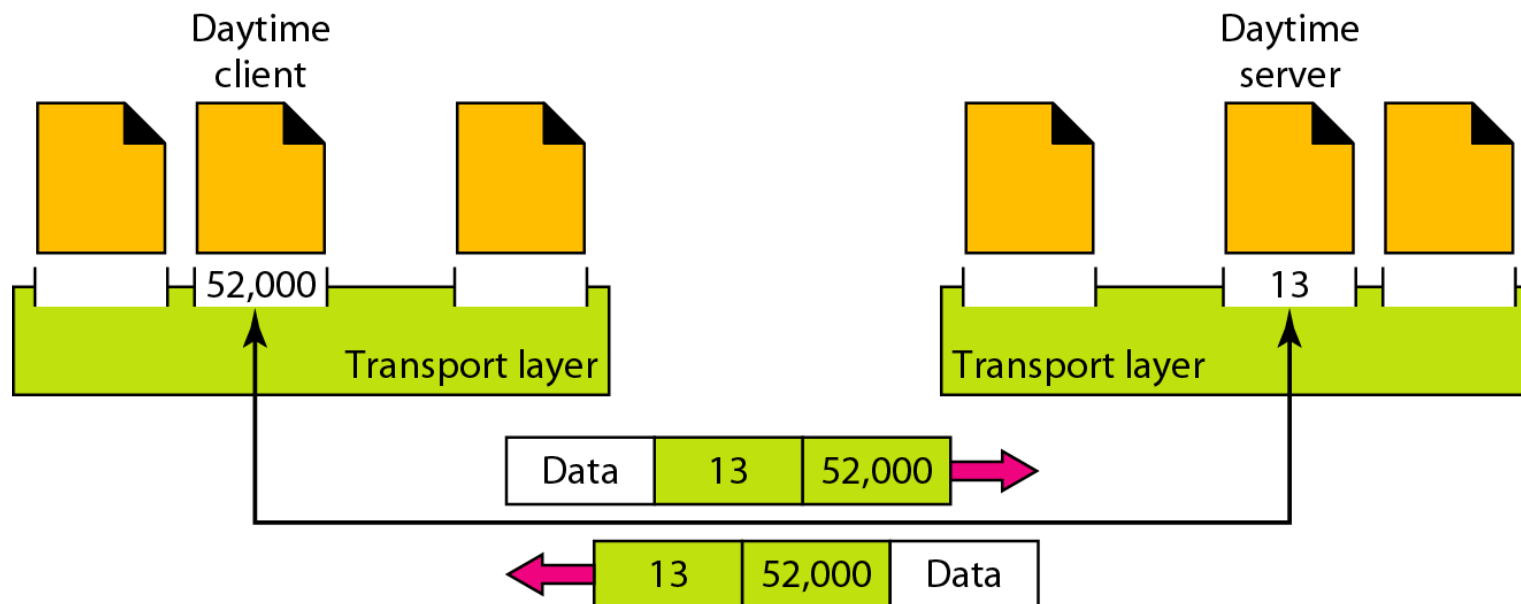 Daytime
client
Daytime
server
52,000
13
Transport layer
Transport layer
Data 13 52,000
13 52,000 Data